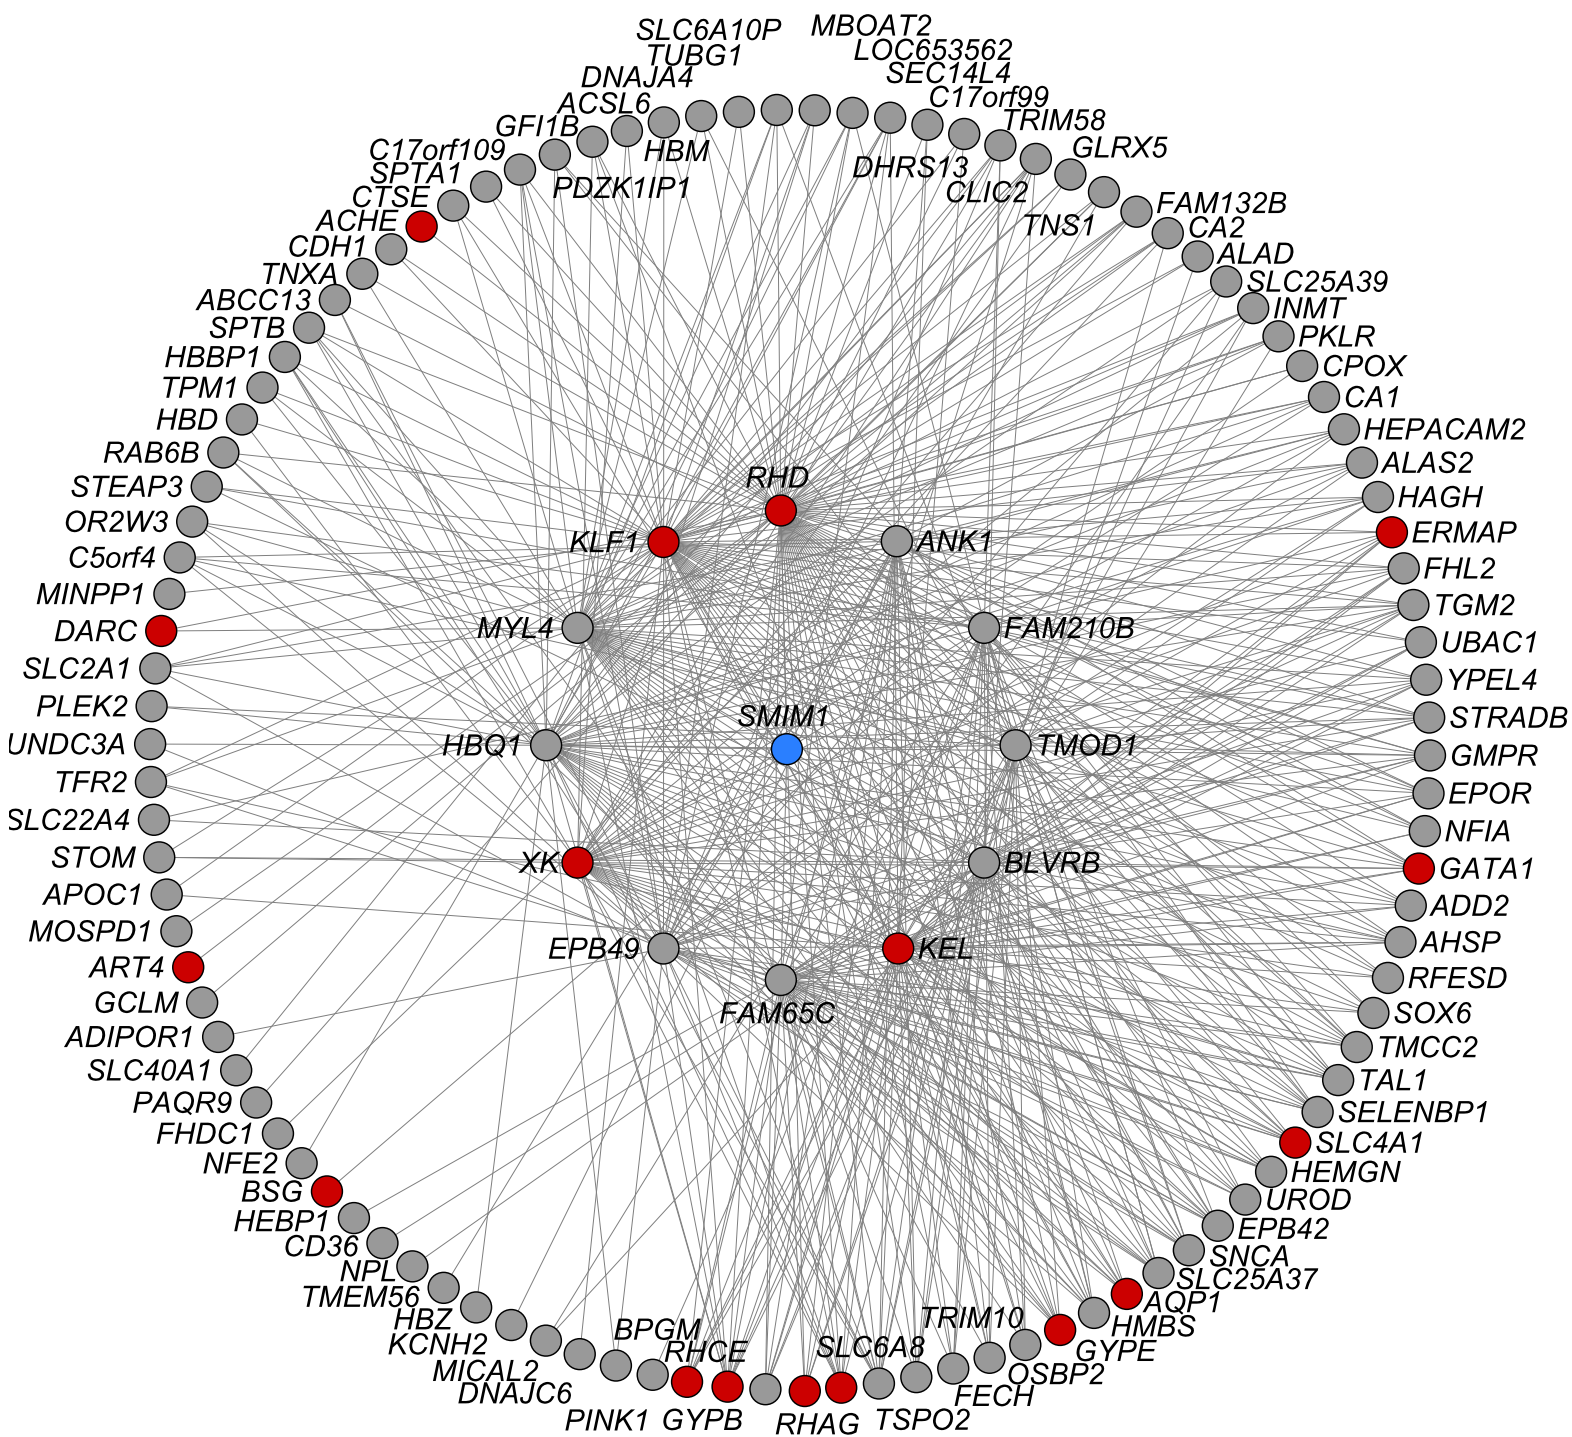 SLC6A10P
MBOAT2
TUBG1
LOC653562
DNAJA4
SEC14L4
ACSL6
C17orf99
GFI1B
TRIM58
HBM
GLRX5
C17orf109
DHRS13
SPTA1
PDZK1IP1
CLIC2
CTSE
FAM132B
ACHE
TNS1
CA2
CDH1
ALAD
TNXA
SLC25A39
ABCC13
INMT
SPTB
PKLR
HBBP1
CPOX
TPM1
CA1
HBD
HEPACAM2
RAB6B
ALAS2
STEAP3
RHD
HAGH
OR2W3
ERMAP
KLF1
ANK1
C5orf4
FHL2
MINPP1
TGM2
DARC
MYL4
FAM210B
UBAC1
SLC2A1
YPEL4
PLEK2
SMIM1
STRADB
UNDC3A
HBQ1
TMOD1
GMPR
TFR2
EPOR
SLC22A4
NFIA
STOM
XK
BLVRB
GATA1
APOC1
ADD2
MOSPD1
EPB49
KEL
AHSP
ART4
RFESD
GCLM
FAM65C
SOX6
ADIPOR1
TMCC2
SLC40A1
TAL1
PAQR9
SELENBP1
FHDC1
SLC4A1
NFE2
HEMGN
BSG
UROD
HEBP1
EPB42
CD36
SNCA
NPL
SLC25A37
TMEM56
AQP1
HBZ
TRIM10
HMBS
KCNH2
BPGM
RHCE
SLC6A8
GYPE
MICAL2
OSBP2
DNAJC6
FECH
PINK1
GYPB
RHAG
TSPO2